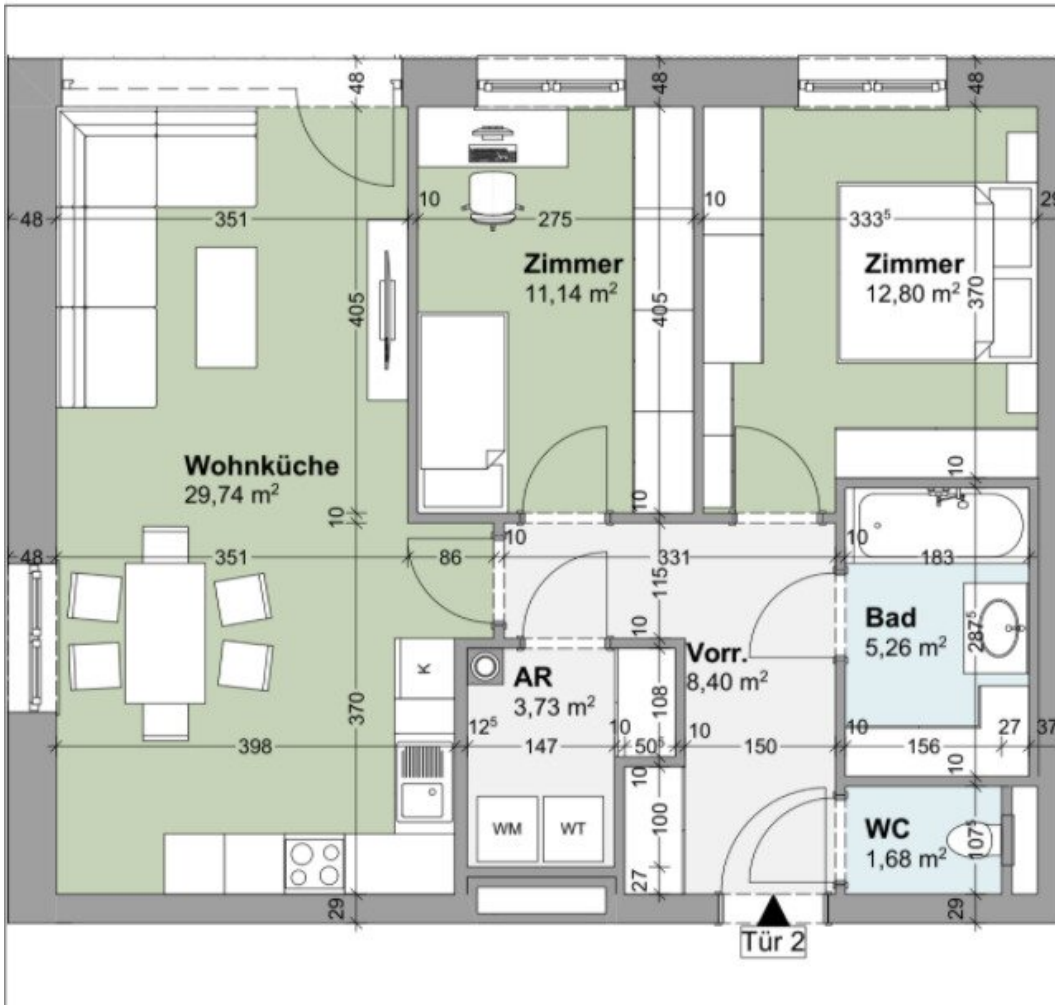 48
48
48
48
351
10
275
10
333⁵
29
Zimmer
11,14 m²
Zimmer
12,80 m²
405
405
370
Wohnküche
29,74 m²
10
10
10
48
351
86
10
331
10
183
115
10
Bad
5,26 m²
287⁵
K
AR
3,73 m²
Vorr.
8,40 m²
370
108
398
12⁵
147
10
50⁵
10
150
10
156
27
37
10
10
100
WM
WT
WC
1,68 m²
107⁵
27
29
29
Tür 2